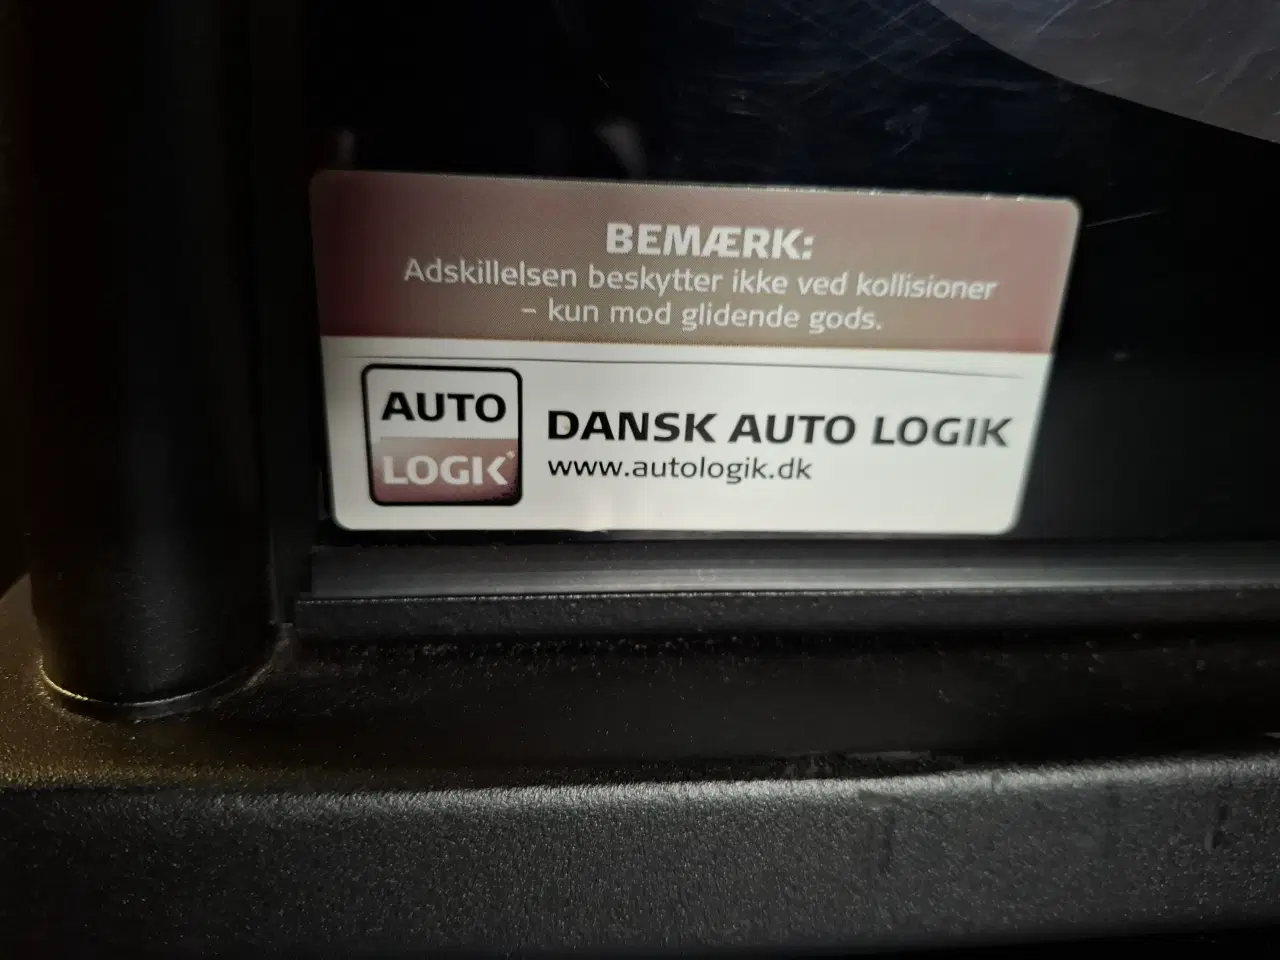 BEMÆRK:
Adskillelsen beskytter ikke ved kollisioner
– kun mod glidende gods.
AUTO
LOGIK®
DANSK AUTO LOGIK
www.autologik.dk